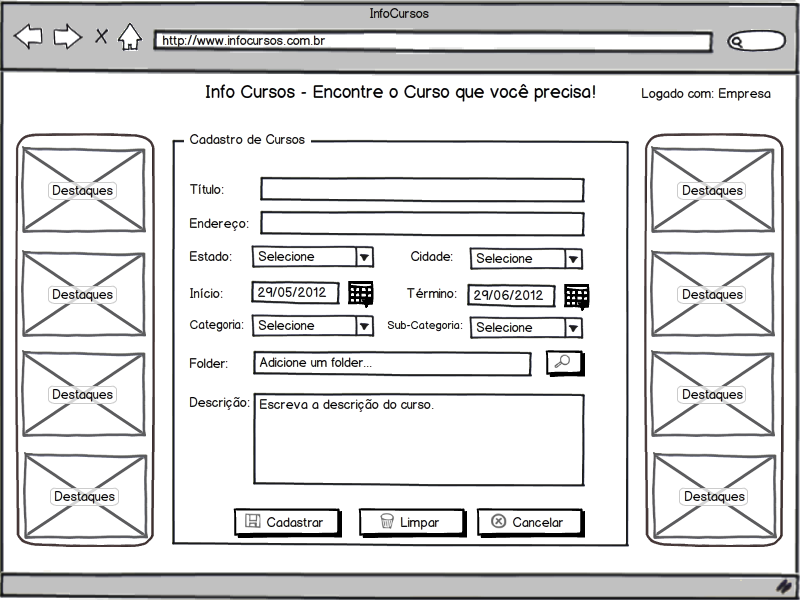 InfoCursos
http://www.infocursos.com.br
Info Cursos - Encontre o Curso que você precisa!
Logado com: Empresa
Destaques
Destaques
Destaques
Destaques
Cadastro de Cursos
Título:
Endereço:
Estado: Selecione Cidade: Selecione
Início: 29/05/2012 Término: 29/06/2012
Categoria: Selecione Sub-Categoria: Selecione
Folder: Adicione um folder...
Descrição: Escreva a descrição do curso.
Cadastrar Limpar Cancelar
Destaques
Destaques
Destaques
Destaques